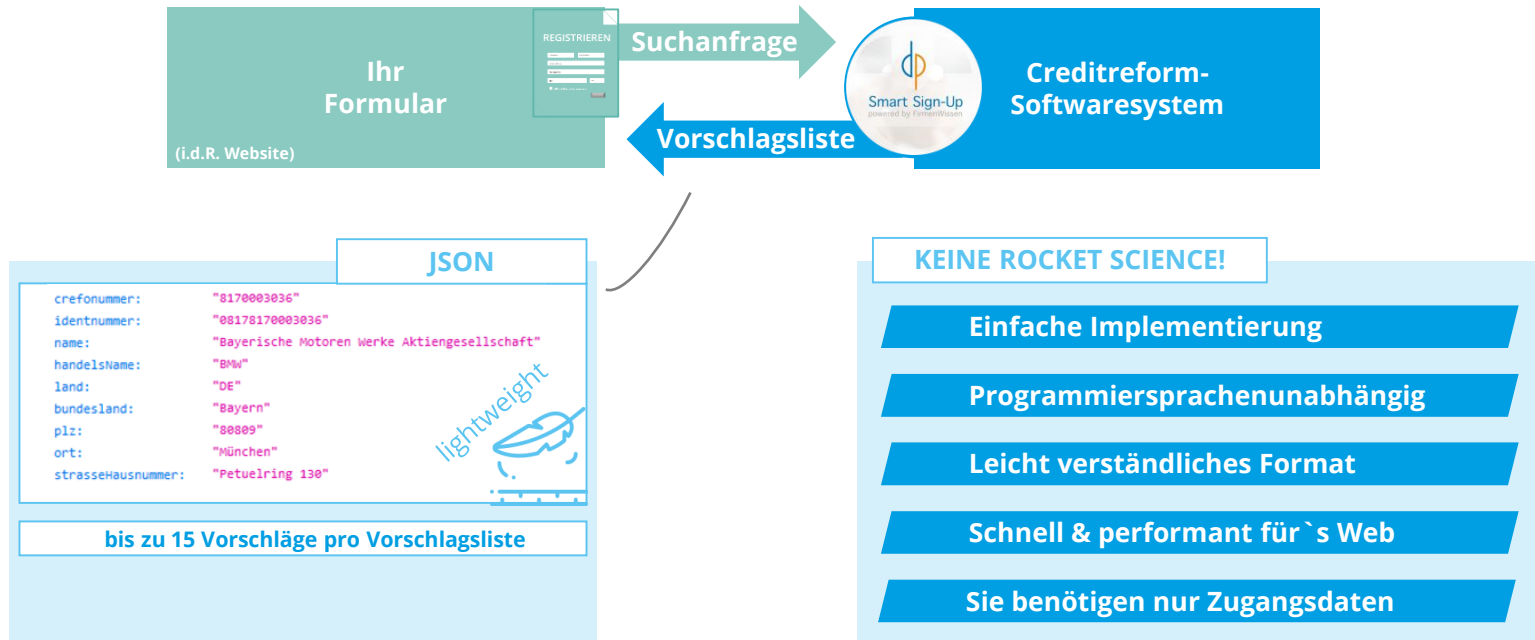 Ihr
Formular
(i.d.R. Website)
REGISTRIEREN
Suchanfrage
Vorschlagsliste
dp
Smart Sign-Up
powered by FirmenWissen
Creditreform-
Softwaresystem
JSON
crefonummer: "8170003036"
identnummer: "08178170003036"
name: "Bayerische Motoren Werke Aktiengesellschaft"
handelsName: "BMW"
land: "DE"
bundesland: "Bayern"
plz: "80809"
ort: "München"
strasseHausnummer: "Petuelring 130"
lightweight
bis zu 15 Vorschläge pro Vorschlagsliste
KEINE ROCKET SCIENCE!
Einfache Implementierung
Programmiersprachenunabhängig
Leicht verständliches Format
Schnell & performant für`s Web
Sie benötigen nur Zugangsdaten